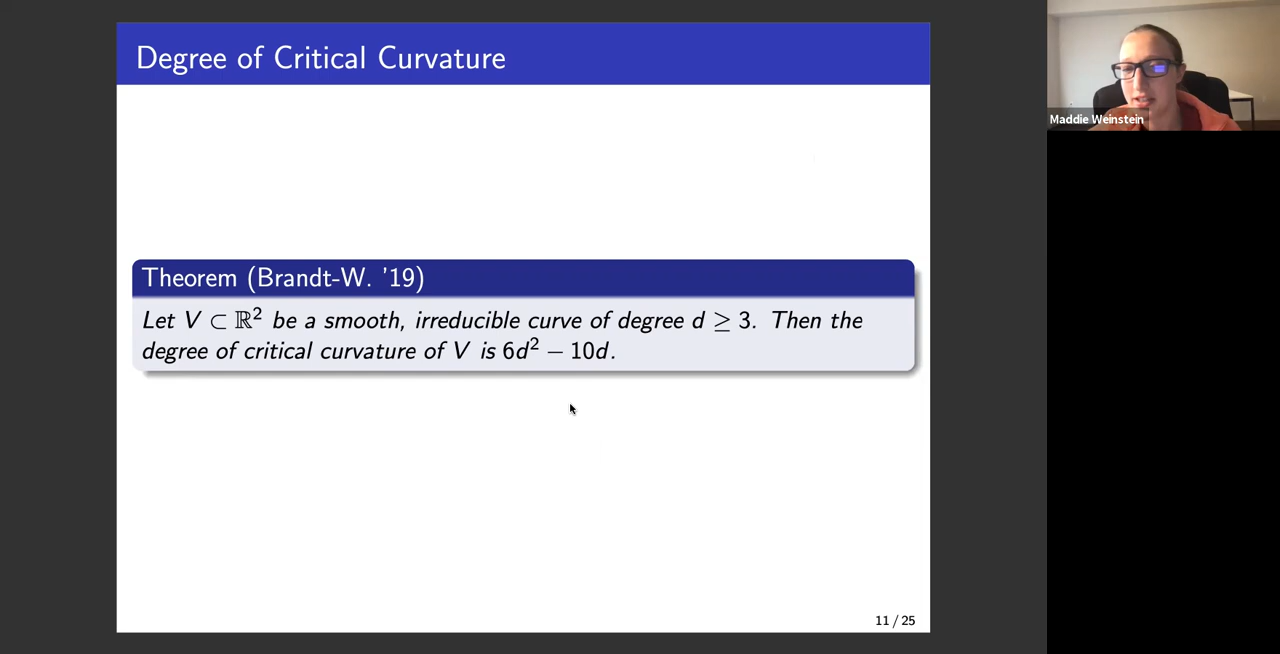 Degree of Critical Curvature
Maddie Weinstein
Theorem (Brandt-W. '19)
Let V ⊂ ℝ² be a smooth, irreducible curve of degree d ≥ 3. Then the
degree of critical curvature of V is 6d² − 10d.
11 / 25